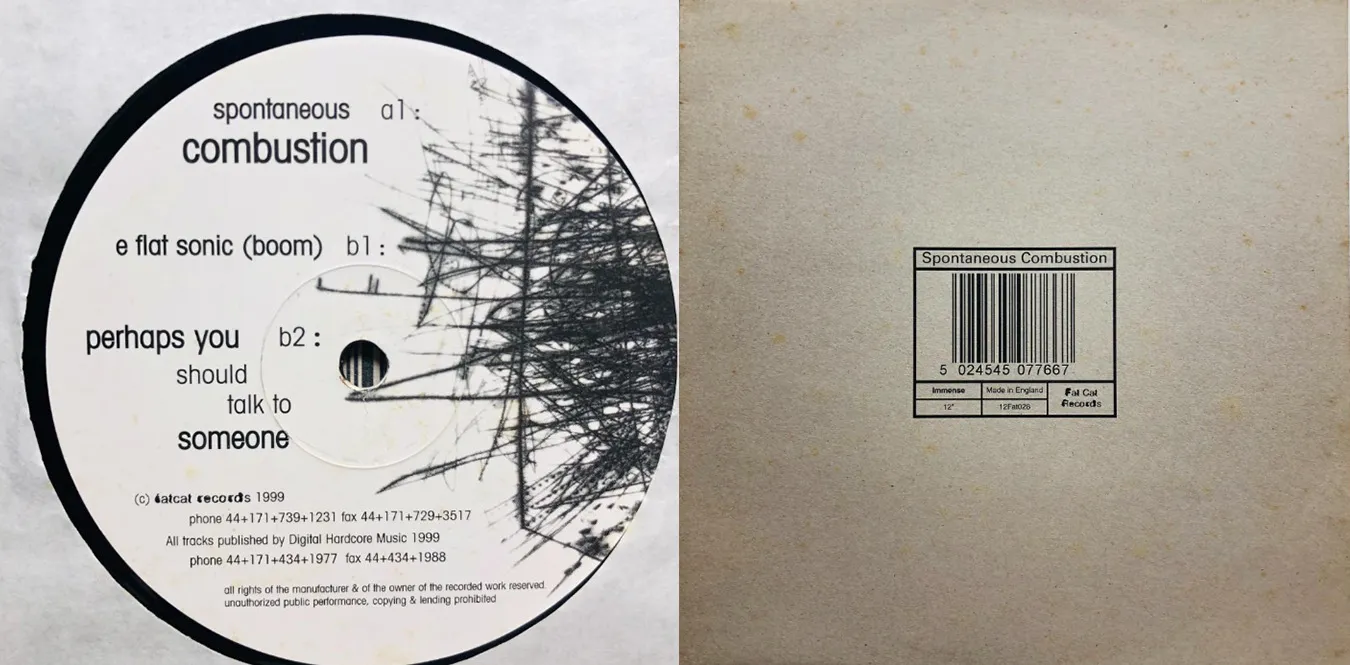 spontaneous a1:
combustion
e flat sonic (boom) b1:
perhaps you b2:
should
talk to
someone
(c) fatcat records 1999
phone 44+171+739+1231 fax 44+171+729+3517
All tracks published by Digital Hardcore Music 1999
phone 44+171+434+1977 fax 44+434+1988
all rights of the manufacturer & of the owner of the recorded work reserved.
unauthorized public performance, copying & lending prohibited
Spontaneous Combustion
5 024545 077667
Immense
12"
Made in England
12Fat026
Fat Cat
Records